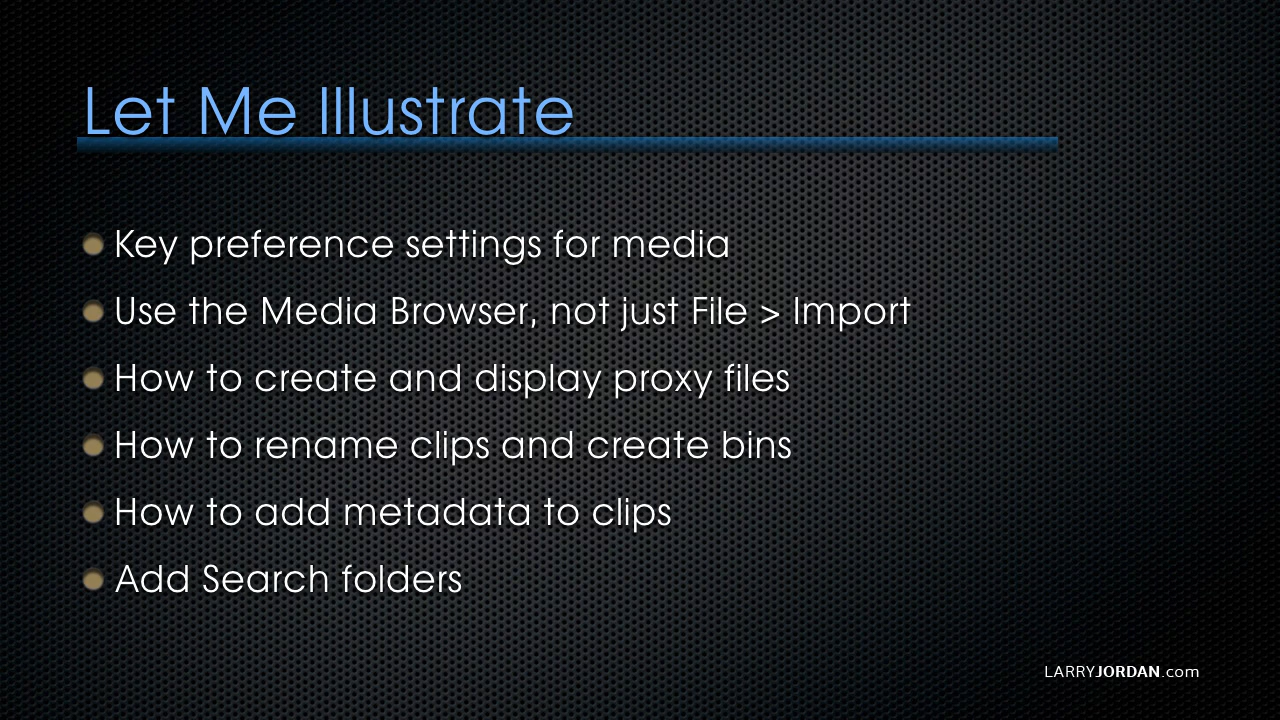 Let Me Illustrate
Key preference settings for media
Use the Media Browser, not just File > Import
How to create and display proxy files
How to rename clips and create bins
How to add metadata to clips
Add Search folders
LARRYJORDAN.com